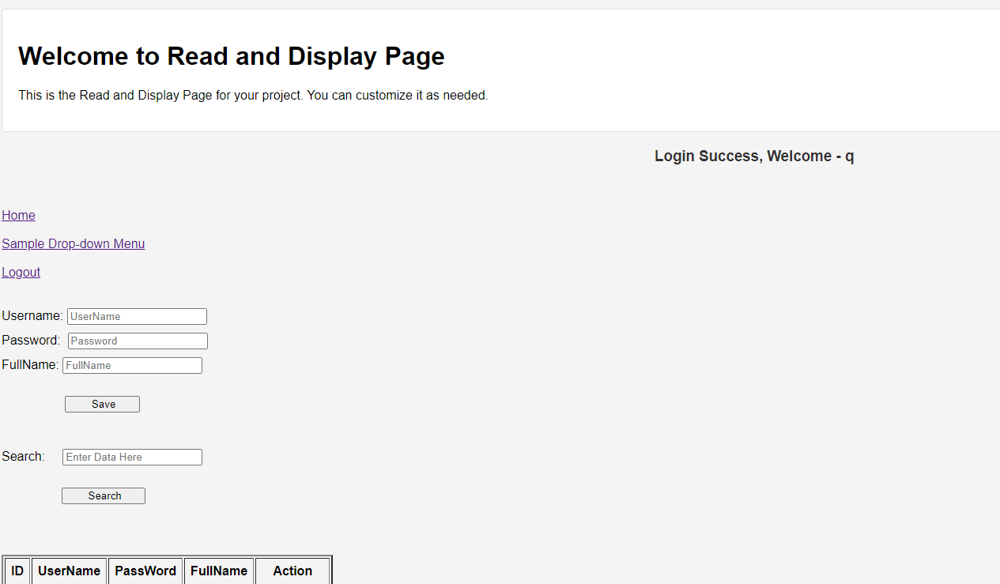 Welcome to Read and Display Page
This is the Read and Display Page for your project. You can customize it as needed.
Login Success, Welcome - q
Home
Sample Drop-down Menu
Logout
Username: UserName
Password: Password
FullName: FullName
Save
Search: Enter Data Here
Search
ID UserName PassWord FullName Action